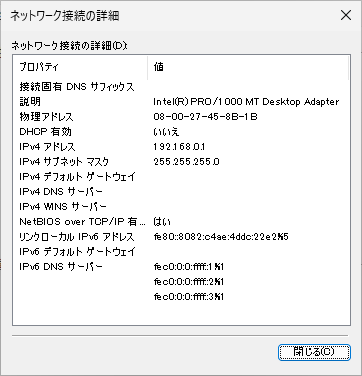 ネットワーク接続の詳細
ネットワーク接続の詳細(D):
プロパティ 値
接続固有 DNS サフィックス
説明 Intel(R) PRO/1000 MT Desktop Adapter
物理アドレス 08-00-27-45-8B-1B
DHCP 有効 いいえ
IPv4 アドレス 192.168.0.1
IPv4 サブネット マスク 255.255.255.0
IPv4 デフォルト ゲートウェイ
IPv4 DNS サーバー
IPv4 WINS サーバー
NetBIOS over TCP/IP 有... はい
リンクローカル IPv6 アドレス fe80::8082:c4ae:4ddc:22e2%5
IPv6 デフォルト ゲートウェイ
IPv6 DNS サーバー fec0:0:0:ffff::1%1
fec0:0:0:ffff::2%1
fec0:0:0:ffff::3%1
閉じる(C)